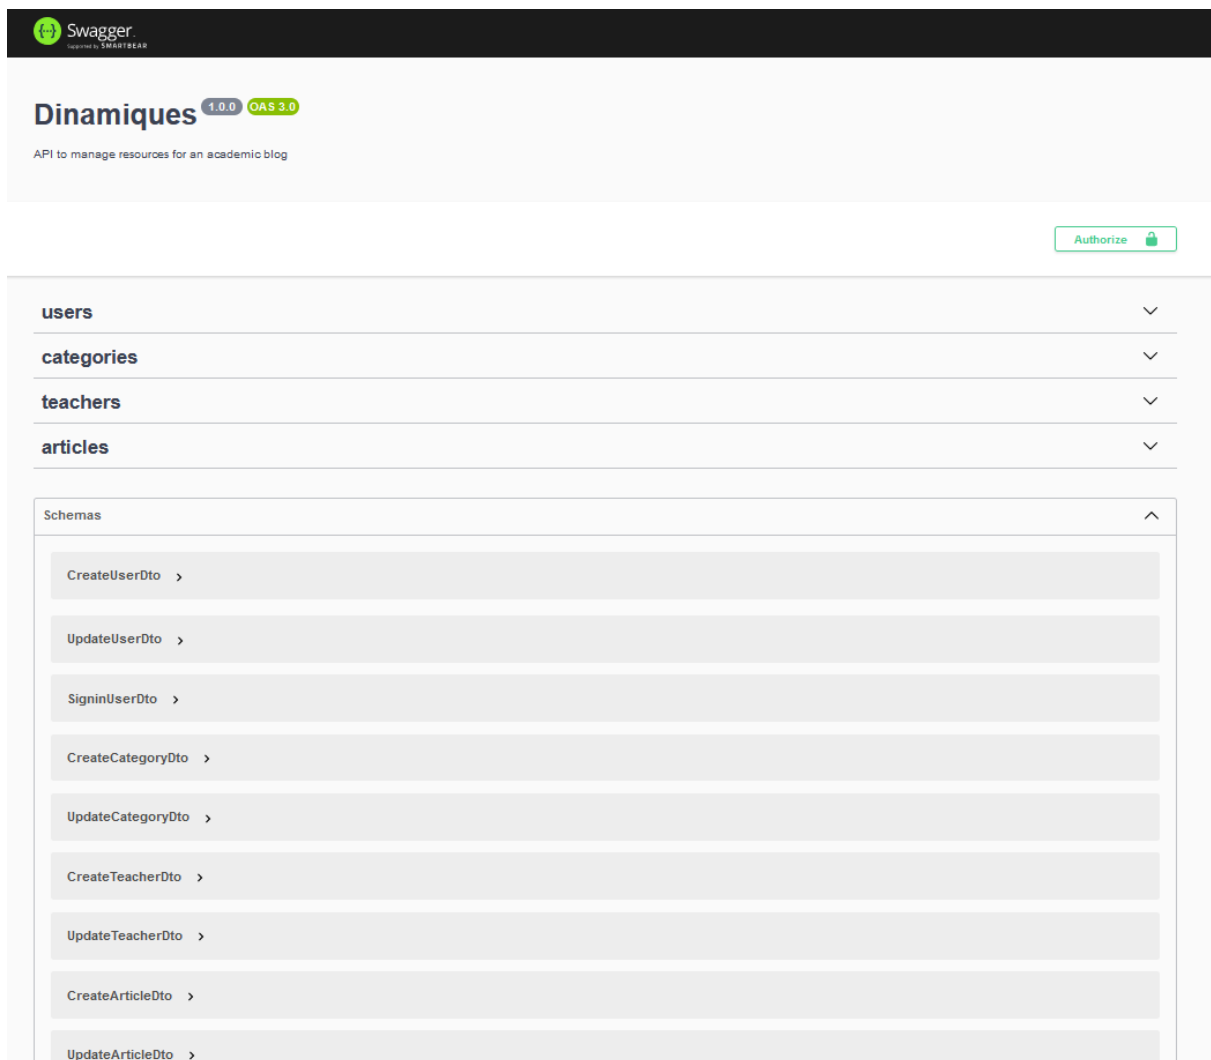 Swagger.
Supported by SMARTBEAR
Dinamiques 1.0.0 OAS 3.0
API to manage resources for an academic blog
Authorize
users
categories
teachers
articles
Schemas
CreateUserDto
UpdateUserDto
SigninUserDto
CreateCategoryDto
UpdateCategoryDto
CreateTeacherDto
UpdateTeacherDto
CreateArticleDto
UpdateArticleDto